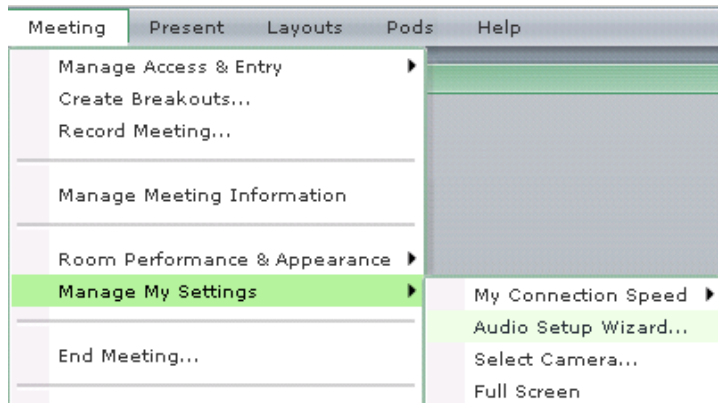 Meeting Present Layouts Pods Help
Manage Access & Entry
Create Breakouts...
Record Meeting...
Manage Meeting Information
Room Performance & Appearance
Manage My Settings
My Connection Speed
Audio Setup Wizard...
End Meeting...
Select Camera...
Full Screen